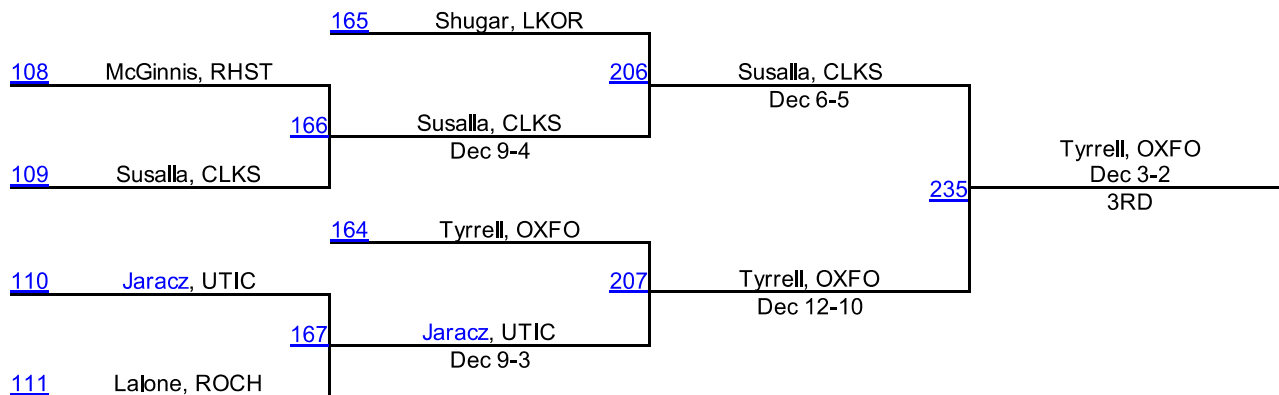 165 Shugar, LKOR
108 McGinnis, RHST
206 Susalla, CLKS
Dec 6-5
166 Susalla, CLKS
Dec 9-4
109 Susalla, CLKS
Tyrrell, OXFO
Dec 3-2
235
3RD
164 Tyrrell, OXFO
110 Jaracz, UTIC
207 Tyrrell, OXFO
Dec 12-10
167 Jaracz, UTIC
Dec 9-3
111 Lalone, ROCH